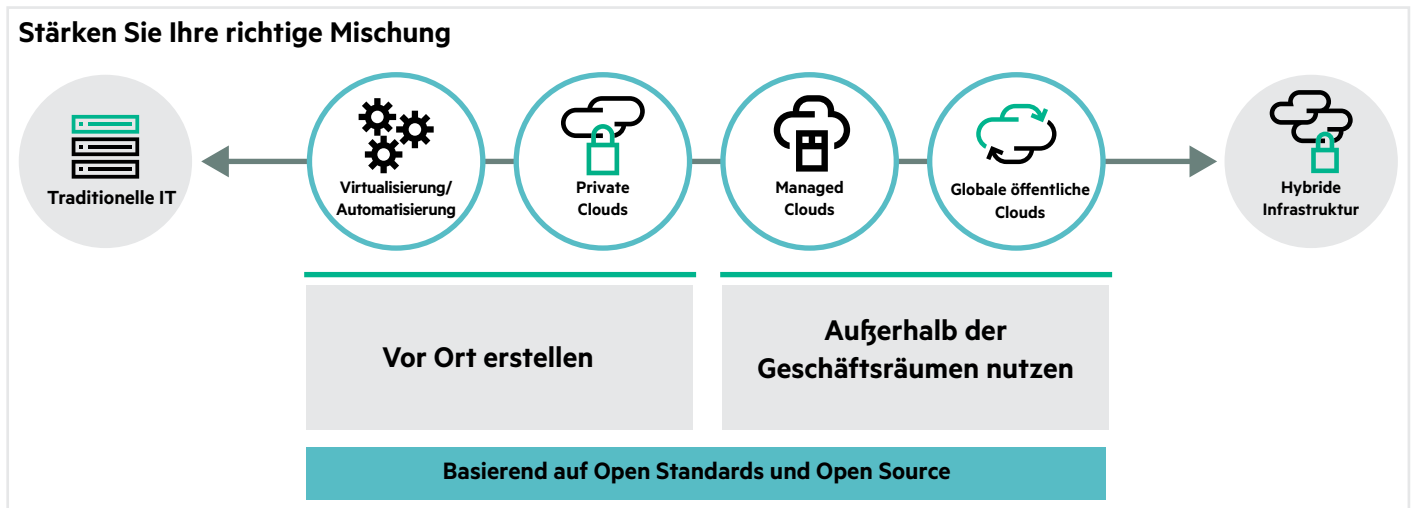 Stärken Sie Ihre richtige Mischung
Traditionelle IT
Virtualisierung/
Automatisierung
Private
Clouds
Managed
Clouds
Globale öffentliche
Clouds
Hybride
Infrastruktur
Vor Ort erstellen
Außerhalb der
Geschäftsräumen nutzen
Basierend auf Open Standards und Open Source